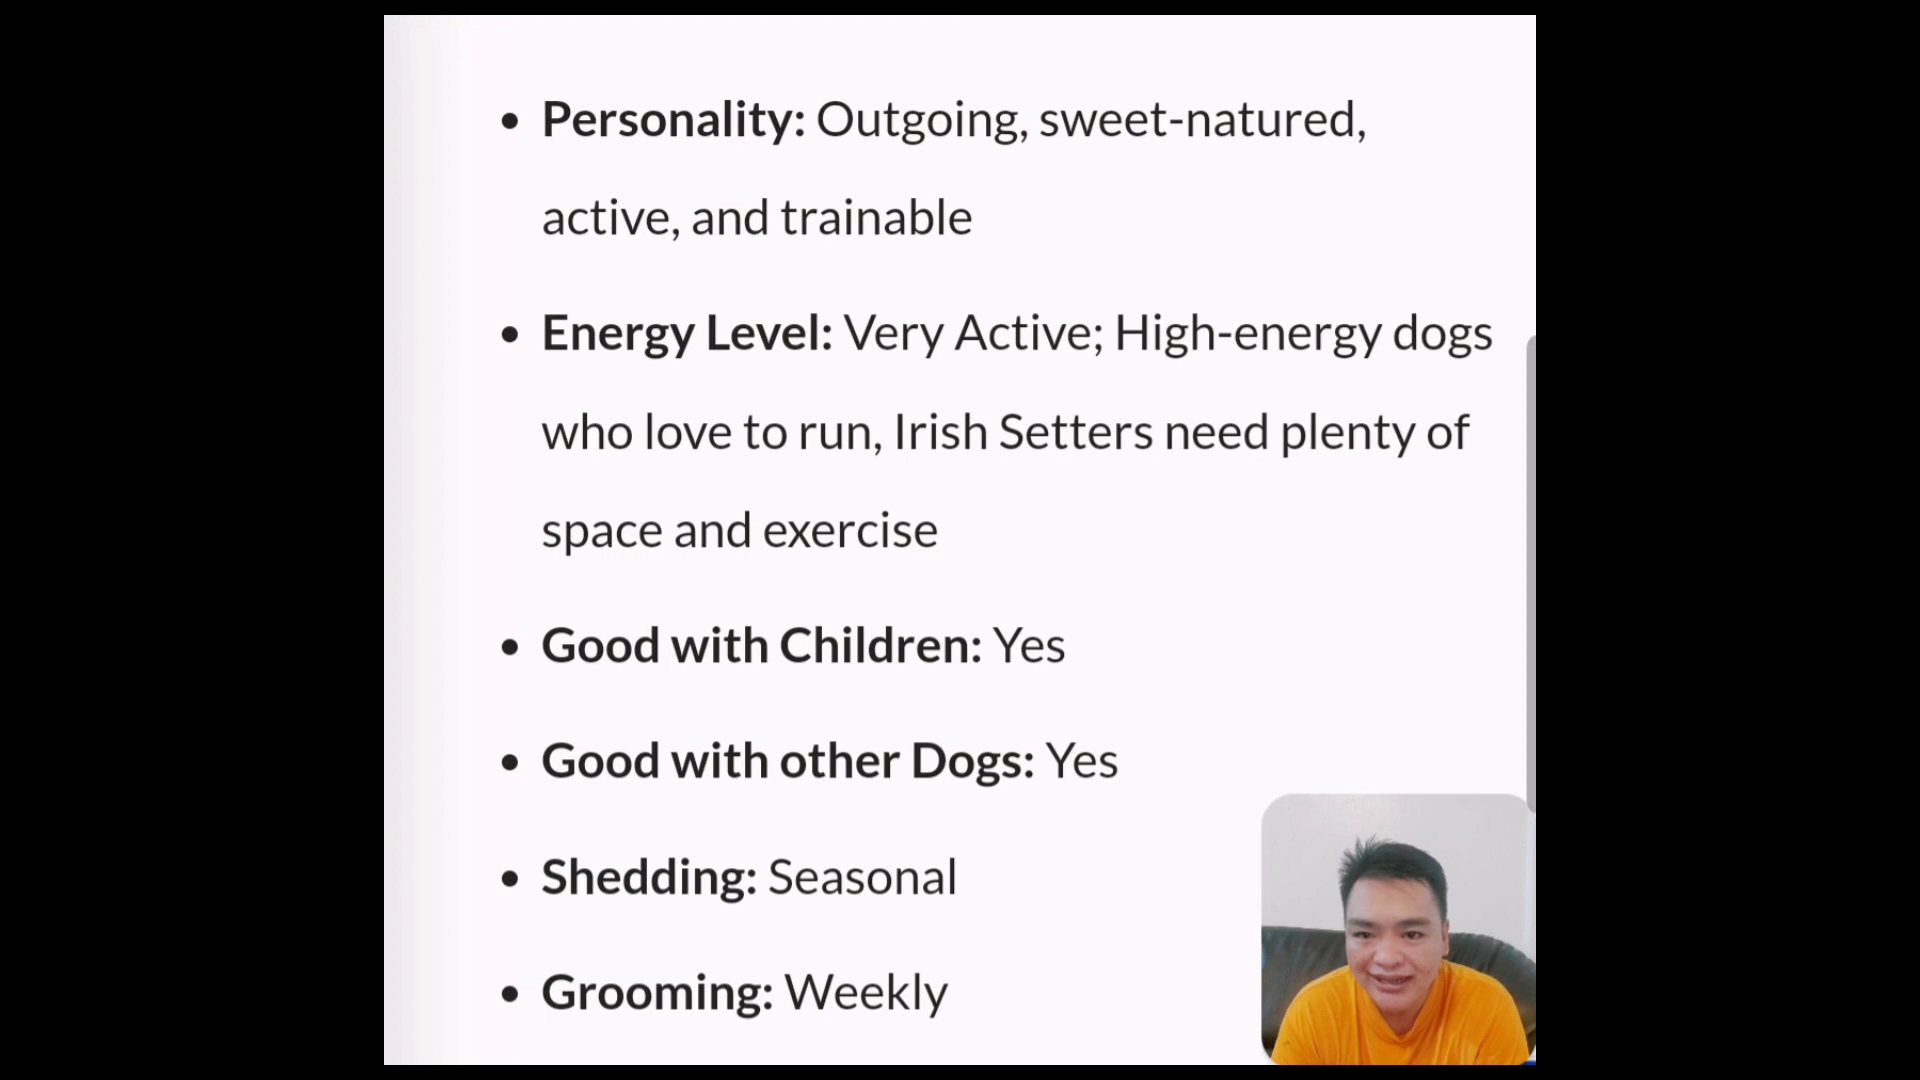 • Personality: Outgoing, sweet-natured,
active, and trainable
• Energy Level: Very Active; High-energy dogs
who love to run, Irish Setters need plenty of
space and exercise
• Good with Children: Yes
• Good with other Dogs: Yes
• Shedding: Seasonal
• Grooming: Weekly